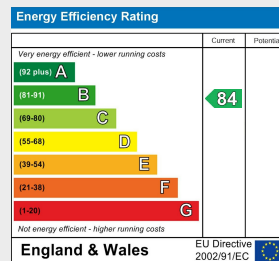 Energy Efficiency Rating
Current Potential
Very energy efficient - lower running costs
(92 plus) A
(81-91) B
84
(69-80) C
(55-68) D
(39-54) E
(21-38) F
(1-20) G
Not energy efficient - higher running costs
England & Wales
EU Directive
2002/91/EC